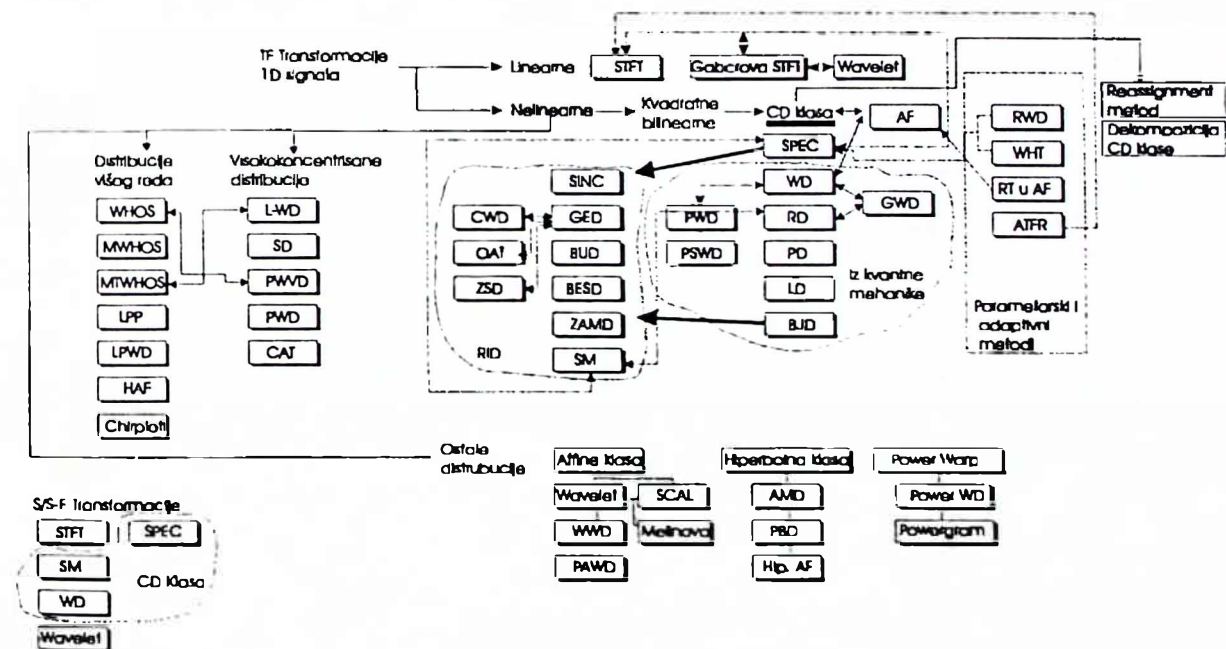 TF Transformacije
1D signala
Linearne
STFT
Gaborova STFT
Wavelet
Nelinearne
Kvadratne
bilinearne
CD klasa
AF
SPEC
Reassignment
metod
Dekompozicija
CD klase
RWD
WHT
RT u AF
ATFR
Parametarski i
adaptivni
metodi
Distribucije
višeg reda
WHOS
MWHOS
MTWHOS
LPP
LPWD
HAF
Chirploti
Visokokoncentrisane
distribucije
L-WD
SD
PWVD
PWD
CAT
CWD
OAT
ZSD
RID
SINC
GED
BUD
BESD
ZAMD
SM
PWD
PSWD
WD
RD
PD
LD
BJD
GWD
Iz kvantne
mehanike
Ostale
distrubucije
Affine klasa
Wavelet
SCAL
WWD
Melinova
PAWD
Hiperbolna klasa
AMD
PBD
Hip. AF
Power Warp
Power WD
Powergram
S/S-F Transformacije
STFT
SPEC
SM
CD klasa
WD
Wavelet